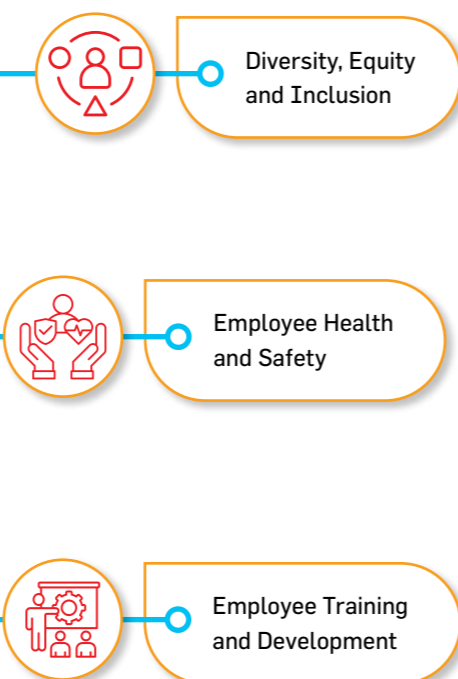 Diversity, Equity
and Inclusion
Employee Health
and Safety
Employee Training
and Development